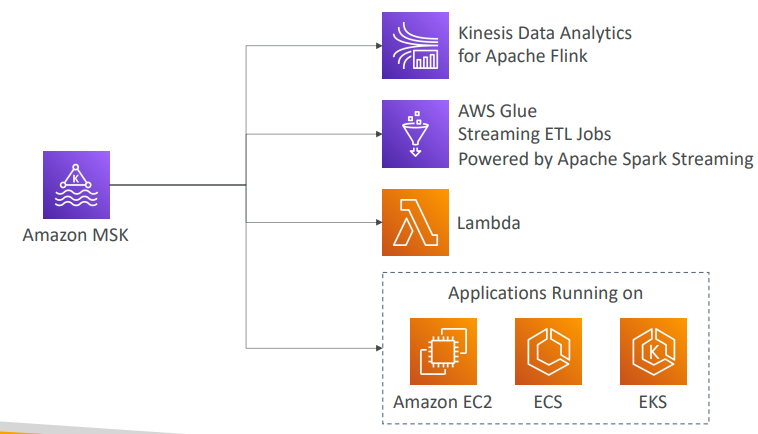 Kinesis Data Analytics
for Apache Flink
AWS Glue
Streaming ETL Jobs
Powered by Apache Spark Streaming
K
Amazon MSK
Lambda
Applications Running on
K
Amazon EC2
ECS
EKS